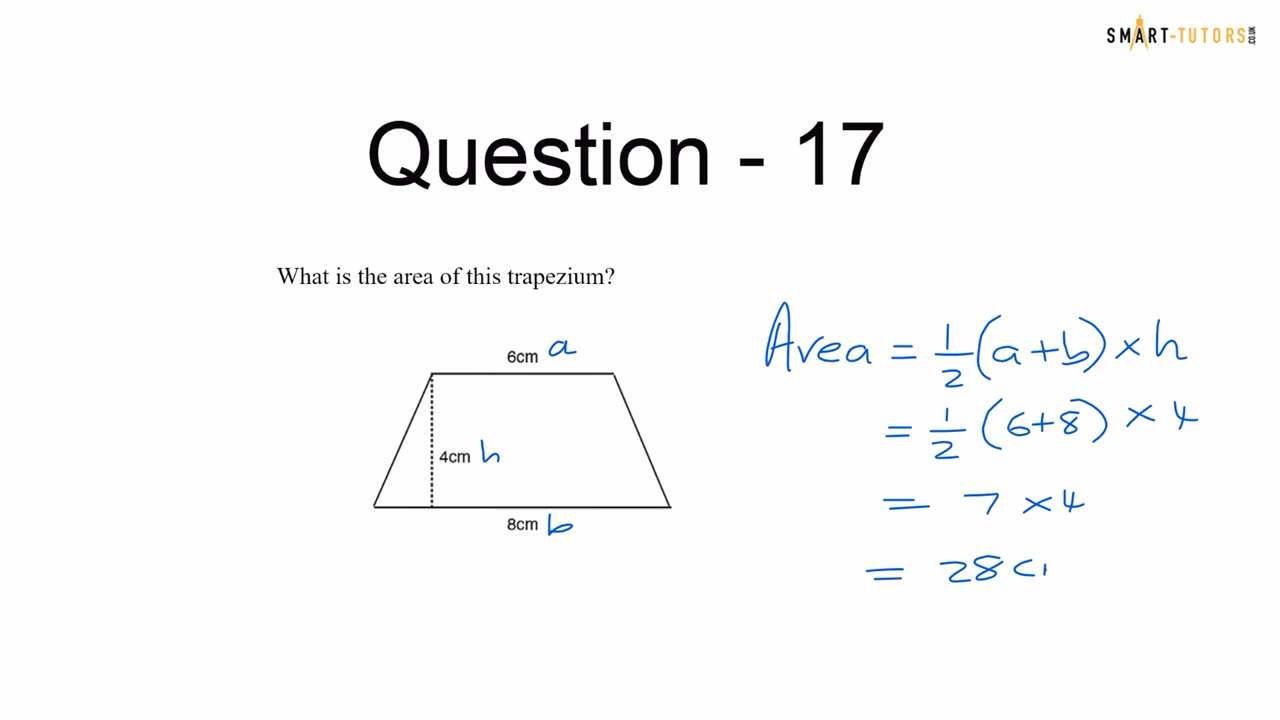 SMART-TUTORS.CO.UK
Question - 17
What is the area of this trapezium?
6cm a
4cm h
8cm b
Area = 1/2 (a+b) × h
= 1/2 (6+8) × 4
= 7 × 4
= 28 c